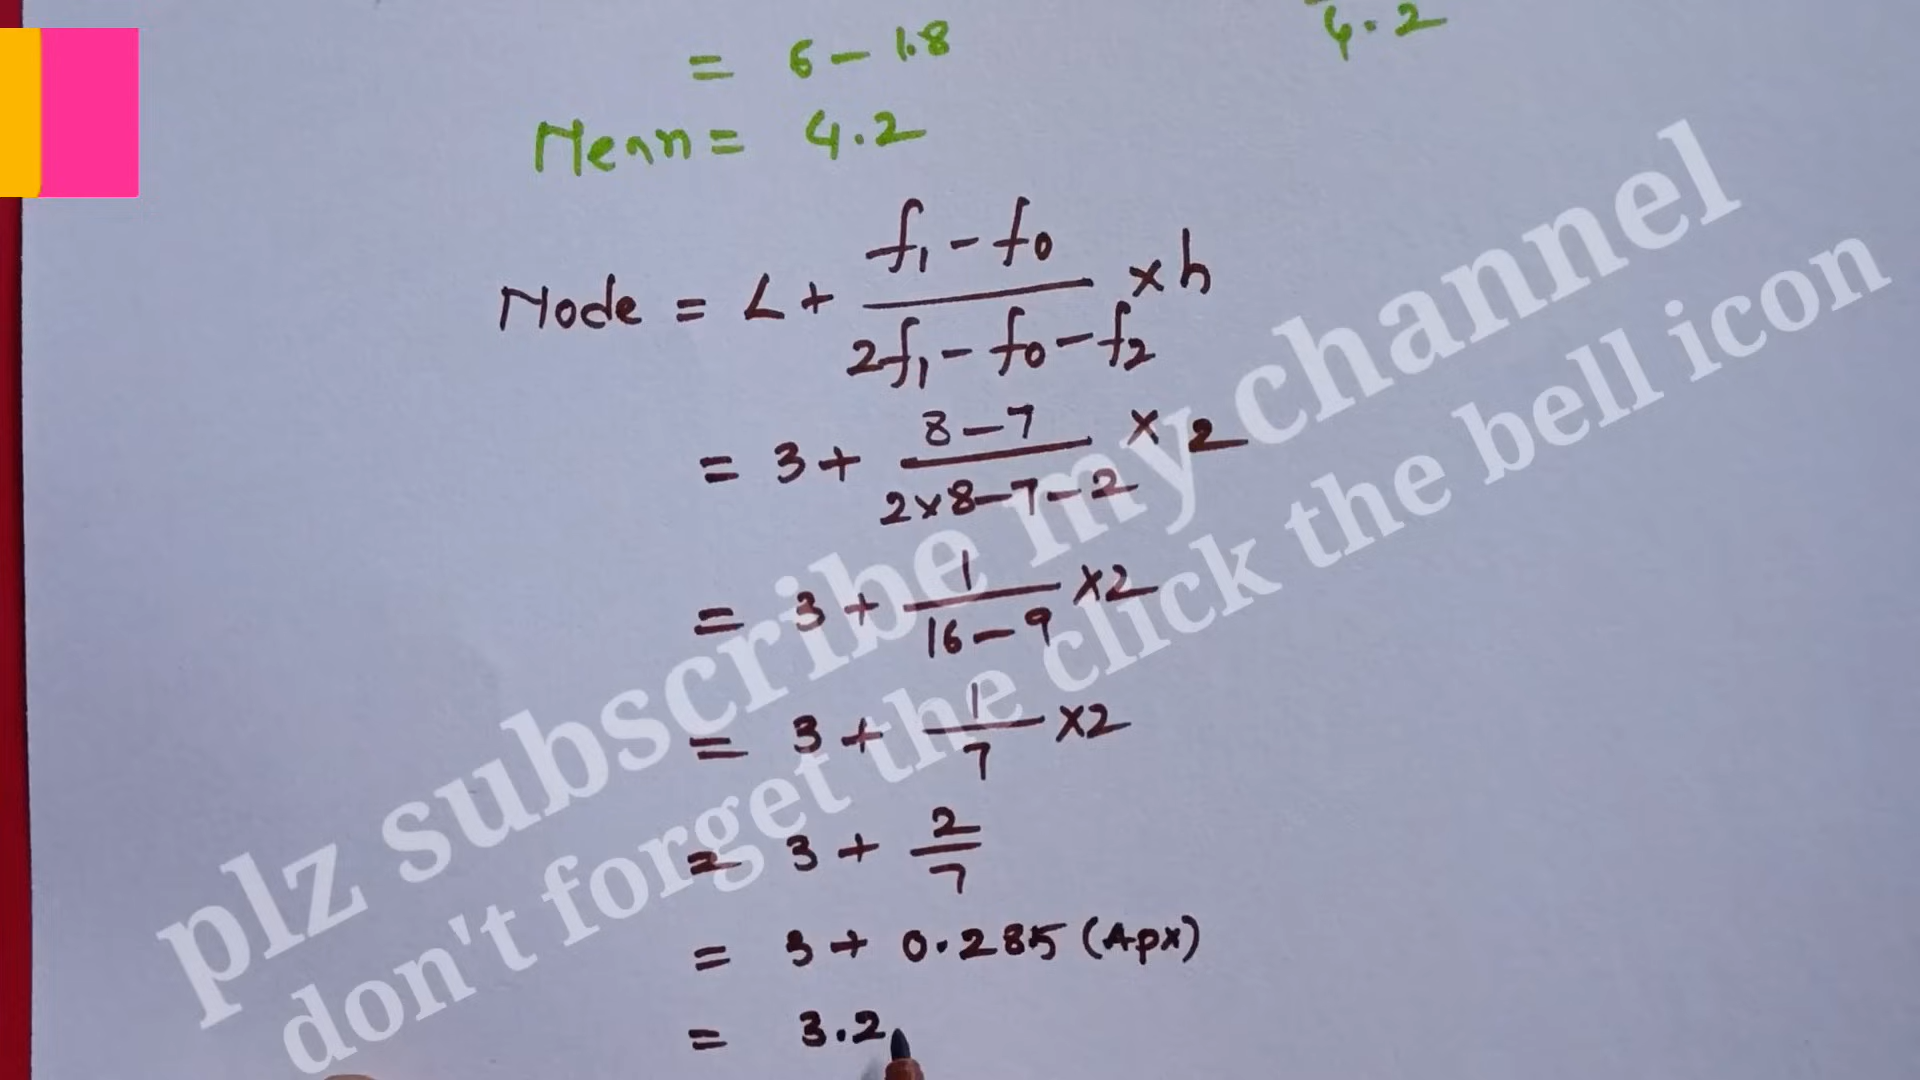 = 6 - 1.8
4.2
Mean = 4.2
Mode = L + f₁ - f₀ / 2f₁ - f₀ - f₂ × h
= 3 + 8 - 7 / 2×8-7-2 × 2
= 3 + 1 / 16 - 9 ×2
= 3 + 1 / 7 ×2
= 3 + 2 / 7
= 3 + 0.285 (Apx)
= 3.2
plz subscribe my channel
don't forget the click the bell icon